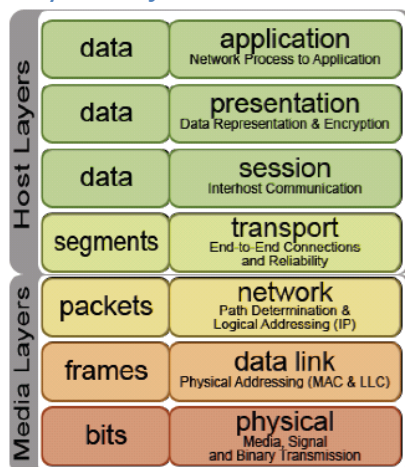 Host Layers
data
application
Network Process to Application
data
presentation
Data Representation & Encryption
data
session
Interhost Communication
segments
transport
End-to-End Connections
and Reliability
Media Layers
packets
network
Path Determination &
Logical Addressing (IP)
frames
data link
Physical Addressing (MAC & LLC)
bits
physical
Media, Signal
and Binary Transmission